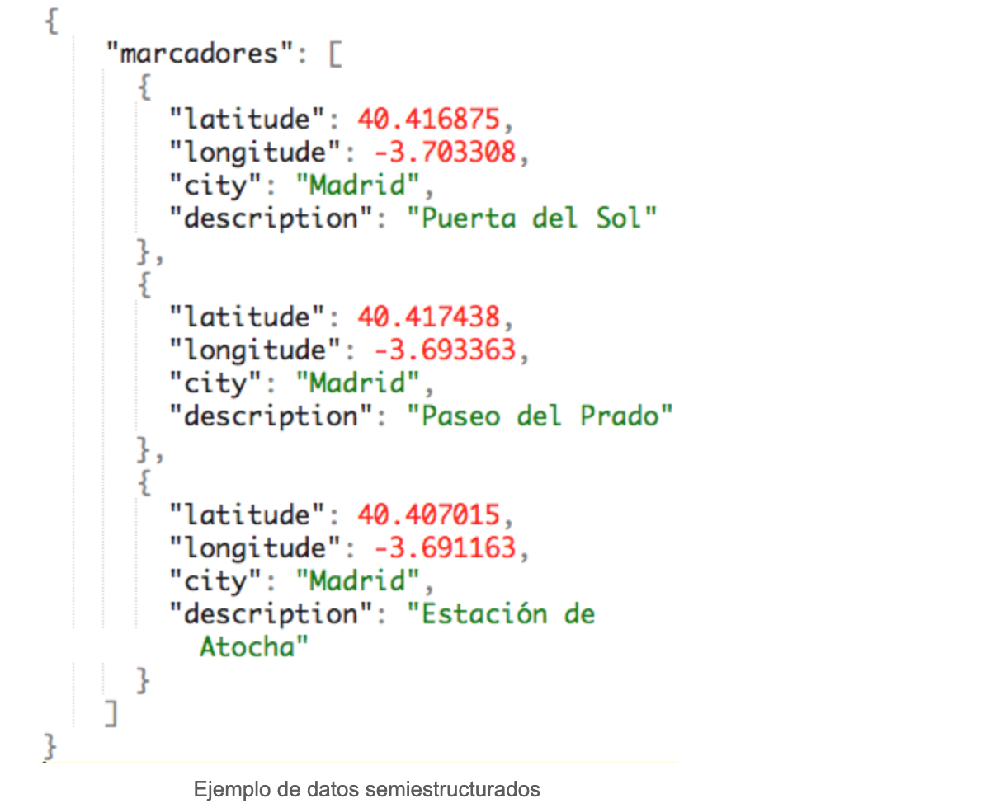 {
"marcadores": [
{
"latitude": 40.416875,
"longitude": -3.703308,
"city": "Madrid",
"description": "Puerta del Sol"
},
{
"latitude": 40.417438,
"longitude": -3.693363,
"city": "Madrid",
"description": "Paseo del Prado"
},
{
"latitude": 40.407015,
"longitude": -3.691163,
"city": "Madrid",
"description": "Estación de
Atocha"
}
]
}
Ejemplo de datos semiestructurados